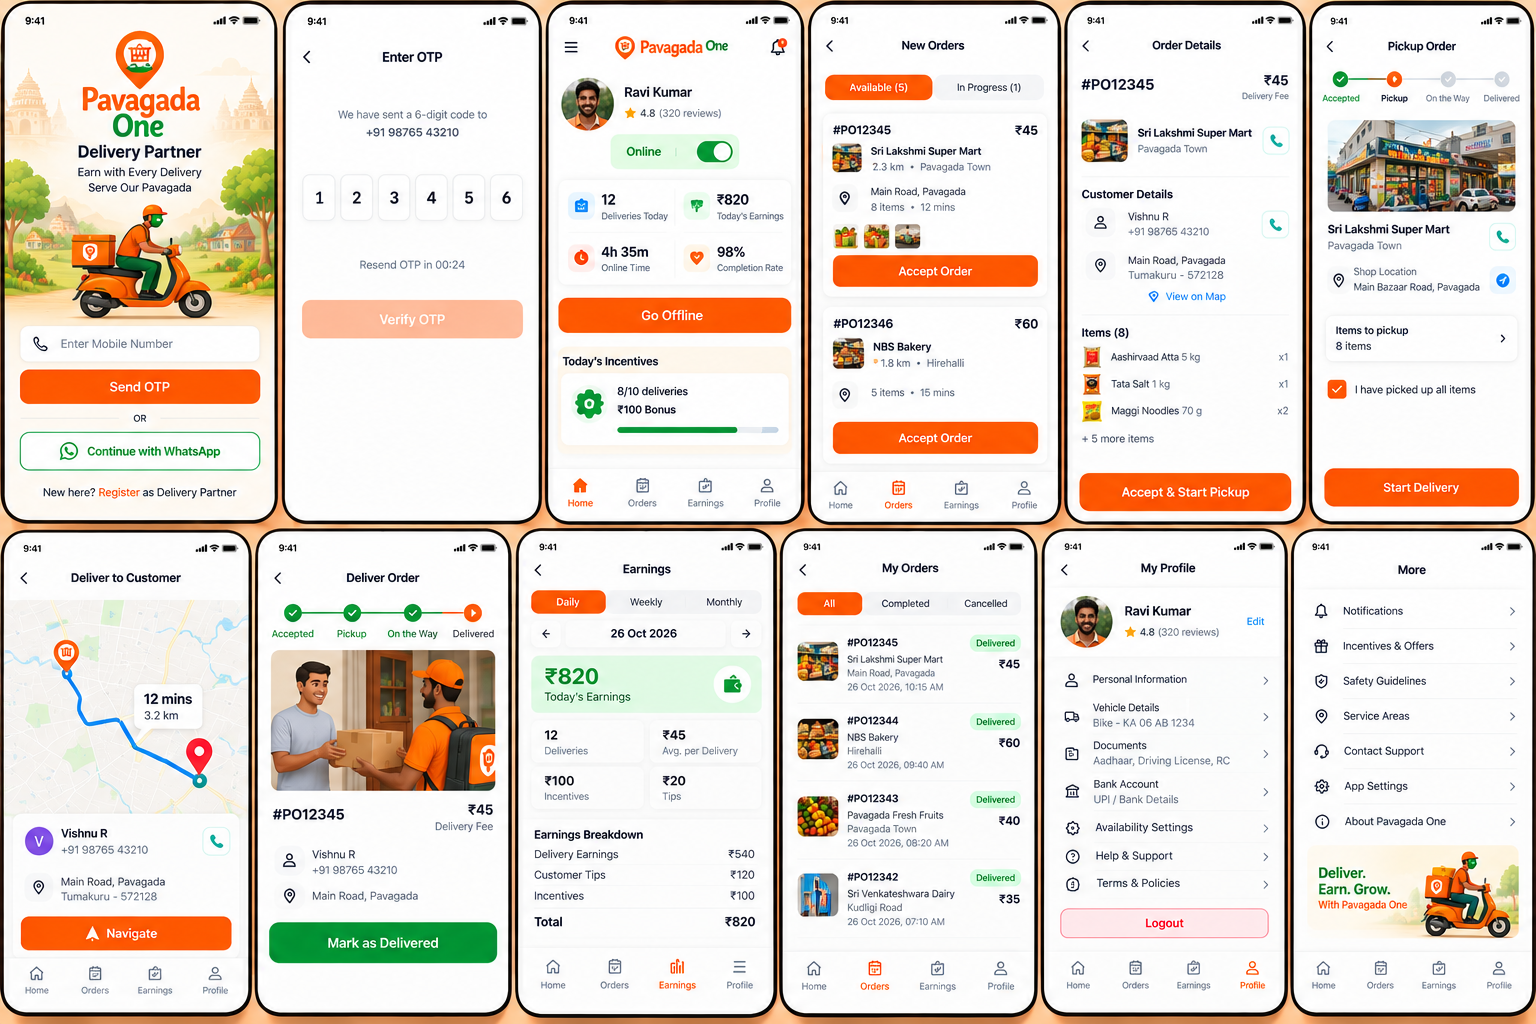 9:41
Pavagada
One
Delivery Partner
Earn with Every Delivery
Serve Our Pavagada
Enter Mobile Number
Send OTP
OR
Continue with WhatsApp
New here? Register as Delivery Partner
9:41
Enter OTP
We have sent a 6-digit code to
+91 98765 43210
1 2 3 4 5 6
Resend OTP in 00:24
Verify OTP
9:41
Pavagada One
Ravi Kumar
4.8 (320 reviews)
Online
12
Deliveries Today
₹820
Today's Earnings
4h 35m
Online Time
98%
Completion Rate
Go Offline
Today's Incentives
8/10 deliveries
₹100 Bonus
Home Orders Earnings Profile
9:41
New Orders
Available (5) In Progress (1)
#PO12345 ₹45
Sri Lakshmi Super Mart
2.3 km • Pavagada Town
Main Road, Pavagada
8 items • 12 mins
Accept Order
#PO12346 ₹60
NBS Bakery
1.8 km • Hirehalli
5 items • 15 mins
Accept Order
Home Orders Earnings Profile
9:41
Order Details
#PO12345 ₹45
Delivery Fee
Sri Lakshmi Super Mart
Pavagada Town
Customer Details
Vishnu R
+91 98765 43210
Main Road, Pavagada
Tumakuru - 572128
View on Map
Items (8)
Aashirvaad Atta 5 kg x1
Tata Salt 1 kg x1
Maggi Noodles 70 g x2
+ 5 more items
Accept & Start Pickup
9:41
Pickup Order
Accepted Pickup On the Way Delivered
Sri Lakshmi Super Mart
Pavagada Town
Shop Location
Main Bazaar Road, Pavagada
Items to pickup
8 items
I have picked up all items
Start Delivery
9:41
Deliver to Customer
12 mins
3.2 km
V
Vishnu R
+91 98765 43210
Main Road, Pavagada
Tumakuru - 572128
Navigate
Home Orders Earnings Profile
9:41
Deliver Order
Accepted Pickup On the Way Delivered
#PO12345 ₹45
Delivery Fee
Vishnu R
+91 98765 43210
Main Road, Pavagada
Mark as Delivered
9:41
Earnings
Daily Weekly Monthly
26 Oct 2026
₹820
Today's Earnings
12
Deliveries
₹45
Avg. per Delivery
₹100
Incentives
₹20
Tips
Earnings Breakdown
Delivery Earnings ₹540
Customer Tips ₹120
Incentives ₹100
Total ₹820
Home Orders Earnings Profile
9:41
My Orders
All Completed Cancelled
#PO12345 Delivered
Sri Lakshmi Super Mart ₹45
Main Road, Pavagada
26 Oct 2026, 10:15 AM
#PO12344 Delivered
NBS Bakery ₹60
Hirehalli
26 Oct 2026, 09:40 AM
#PO12343 Delivered
Pavagada Fresh Fruits ₹40
Pavagada Town
26 Oct 2026, 08:20 AM
#PO12342 Delivered
Sri Venkateshwara Dairy ₹35
Kudligi Road
26 Oct 2026, 07:10 AM
Home Orders Earnings Profile
9:41
My Profile
Ravi Kumar
4.8 (320 reviews)
Edit
Personal Information
Vehicle Details
Bike - KA 06 AB 1234
Documents
Aadhaar, Driving License, RC
Bank Account
UPI / Bank Details
Availability Settings
Help & Support
Terms & Policies
Logout
Home Orders Earnings Profile
9:41
More
Notifications
Incentives & Offers
Safety Guidelines
Service Areas
Contact Support
App Settings
About Pavagada One
Deliver.
Earn. Grow.
With Pavagada One
Home Orders Earnings Profile